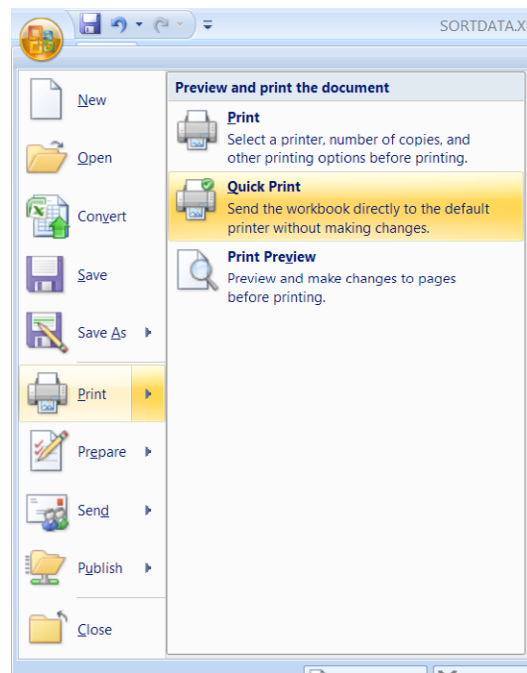 SORTDATA.X
New
Open
Convert
Save
Save As
Print
Prepare
Send
Publish
Close
Preview and print the document
Print
Select a printer, number of copies, and
other printing options before printing.
Quick Print
Send the workbook directly to the default
printer without making changes.
Print Preview
Preview and make changes to pages
before printing.